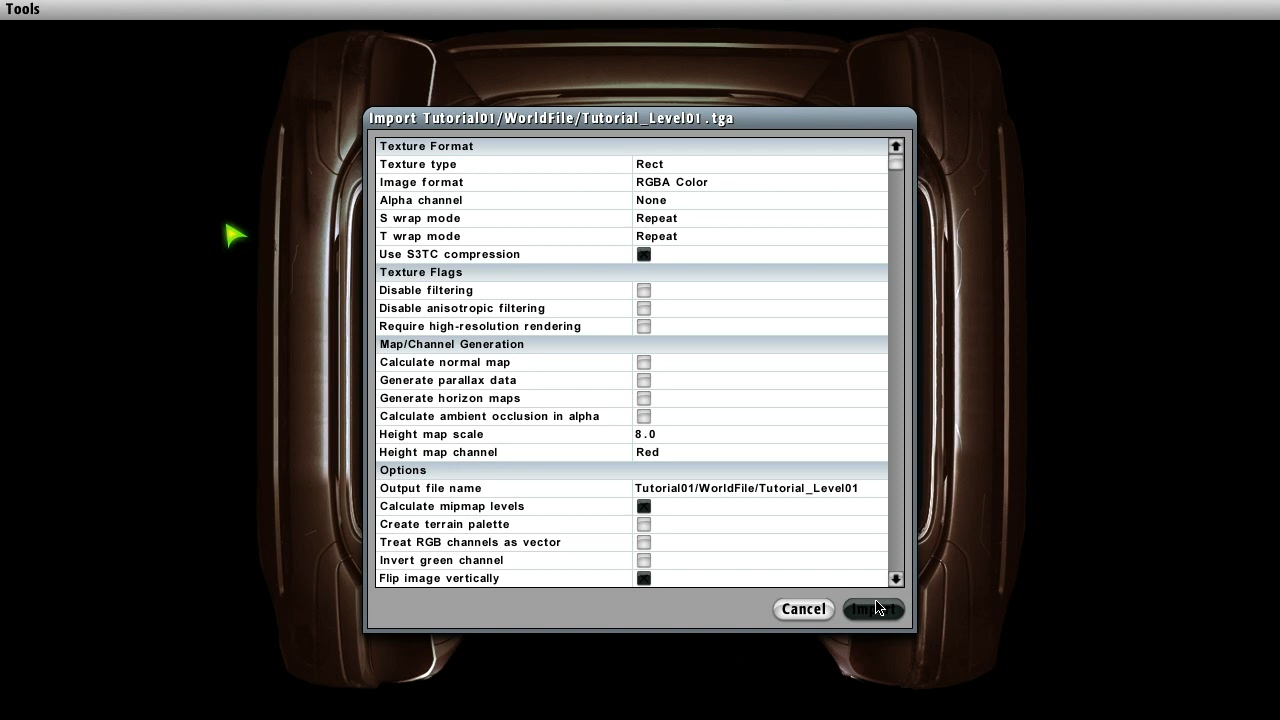 Tools
Import Tutorial01/WorldFile/Tutorial_Level01.tga
Texture Format
Texture type Rect
Image format RGBA Color
Alpha channel None
S wrap mode Repeat
T wrap mode Repeat
Use S3TC compression
Texture Flags
Disable filtering
Disable anisotropic filtering
Require high-resolution rendering
Map/Channel Generation
Calculate normal map
Generate parallax data
Generate horizon maps
Calculate ambient occlusion in alpha
Height map scale 8.0
Height map channel Red
Options
Output file name Tutorial01/WorldFile/Tutorial_Level01
Calculate mipmap levels
Create terrain palette
Treat RGB channels as vector
Invert green channel
Flip image vertically
Cancel Import